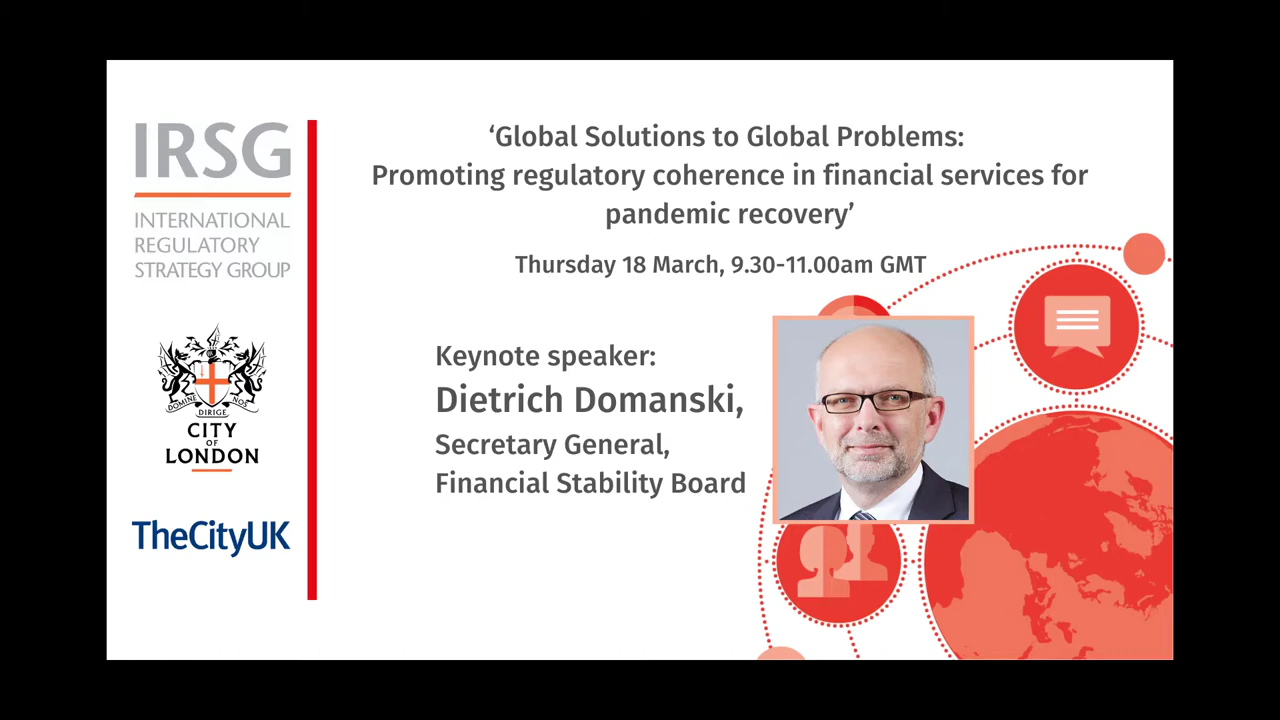 IRSG
INTERNATIONAL
REGULATORY
STRATEGY GROUP
DOMINE DIRIGE NOS
CITY
OF
LONDON
TheCityUK
‘Global Solutions to Global Problems:
Promoting regulatory coherence in financial services for
pandemic recovery’
Thursday 18 March, 9.30-11.00am GMT
Keynote speaker:
Dietrich Domanski,
Secretary General,
Financial Stability Board